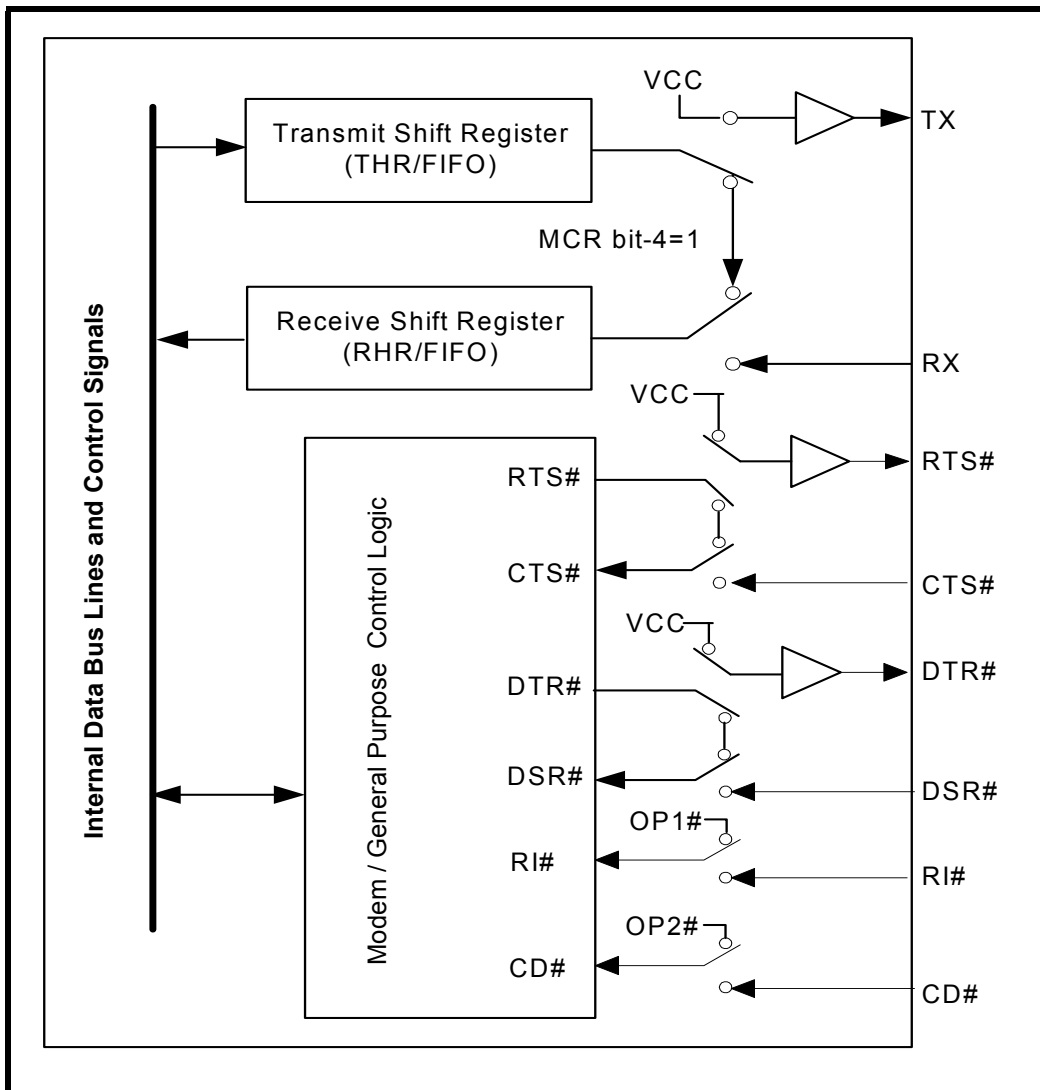 VCC
TX
Transmit Shift Register
(THR/FIFO)
MCR bit-4=1
Receive Shift Register
(RHR/FIFO)
RX
VCC
RTS#
RTS#
CTS#
CTS#
VCC
DTR#
DTR#
DSR#
DSR#
OP1#
RI#
RI#
OP2#
CD#
CD#
Internal Data Bus Lines and Control Signals
Modem / General Purpose Control Logic